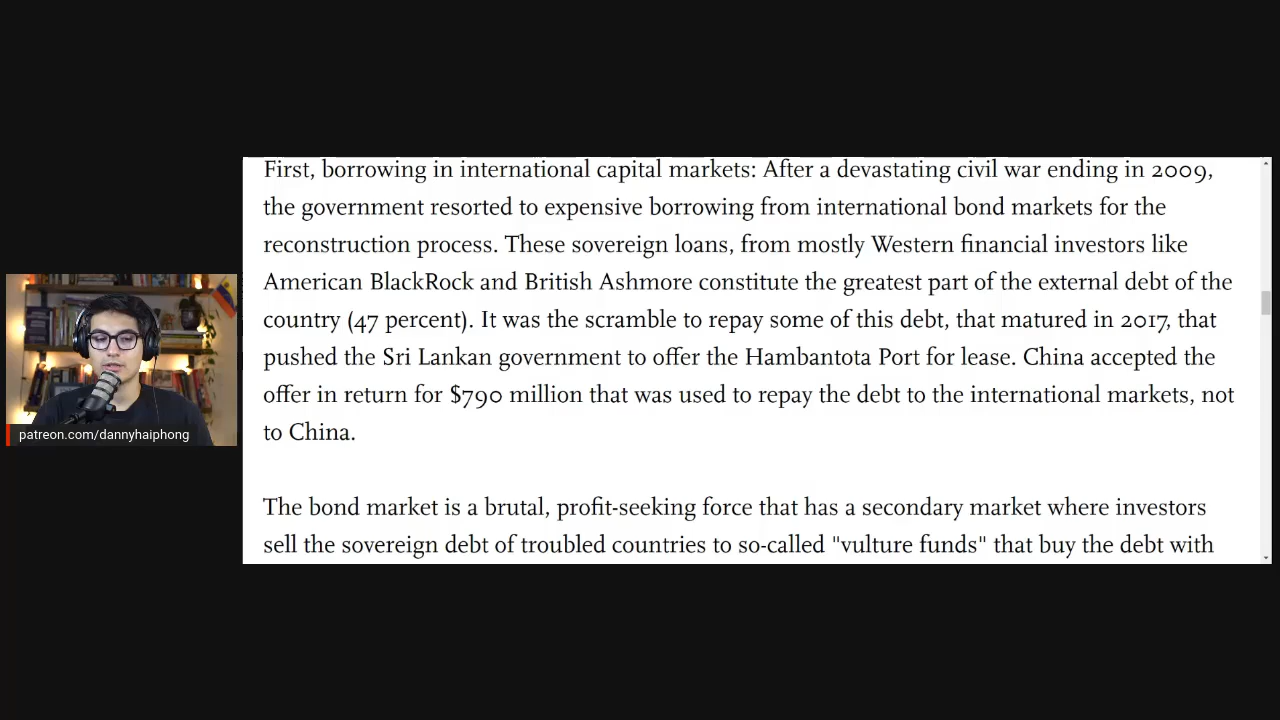 First, borrowing in international capital markets: After a devastating civil war ending in 2009,
the government resorted to expensive borrowing from international bond markets for the
reconstruction process. These sovereign loans, from mostly Western financial investors like
American BlackRock and British Ashmore constitute the greatest part of the external debt of the
country (47 percent). It was the scramble to repay some of this debt, that matured in 2017, that
pushed the Sri Lankan government to offer the Hambantota Port for lease. China accepted the
offer in return for $790 million that was used to repay the debt to the international markets, not
to China.
The bond market is a brutal, profit-seeking force that has a secondary market where investors
sell the sovereign debt of troubled countries to so-called "vulture funds" that buy the debt with
patreon.com/dannyhaiphong